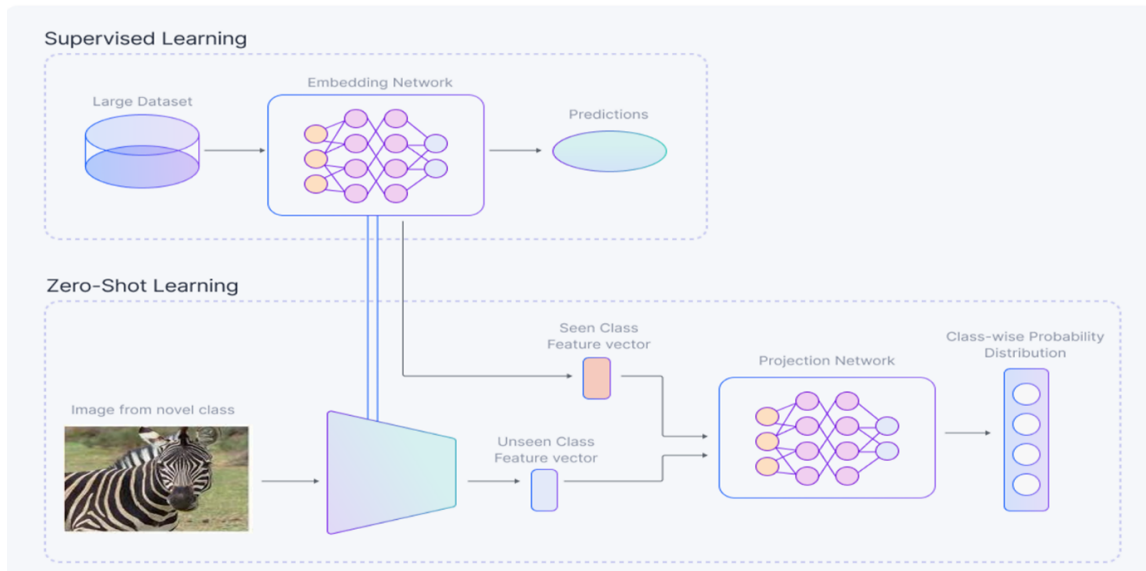 Supervised Learning
Embedding Network
Large Dataset
Predictions
Zero-Shot Learning
Seen Class
Feature vector
Class-wise Probability
Distribution
Projection Network
Image from novel class
Unseen Class
Feature vector